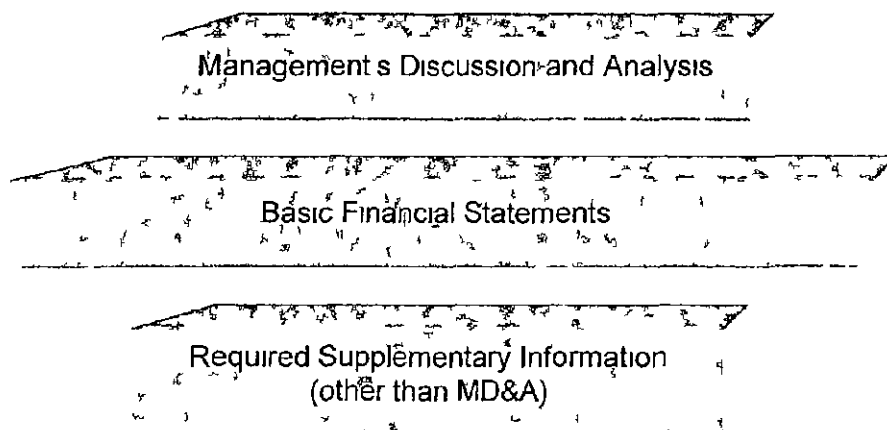 Management s Discussion and Analysis
Basic Financial Statements
Required Supplementary Information
(other than MD&A)